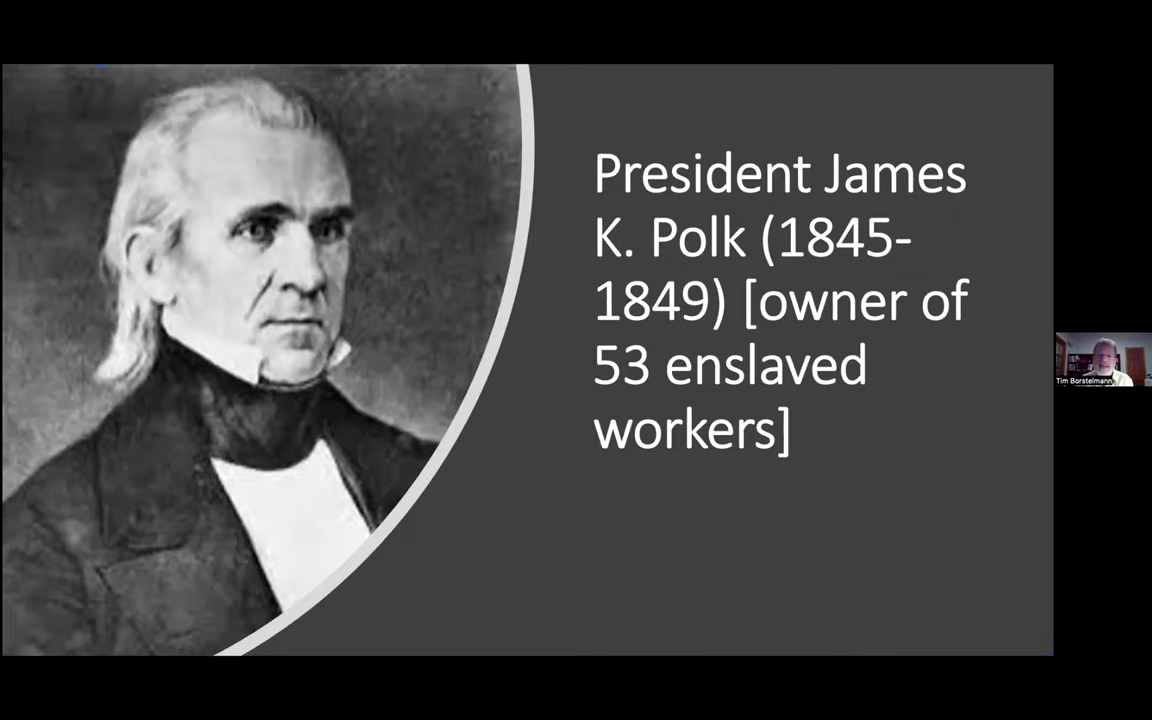 President James
K. Polk (1845-
1849) [owner of
53 enslaved
workers]
Tim Borstelmann